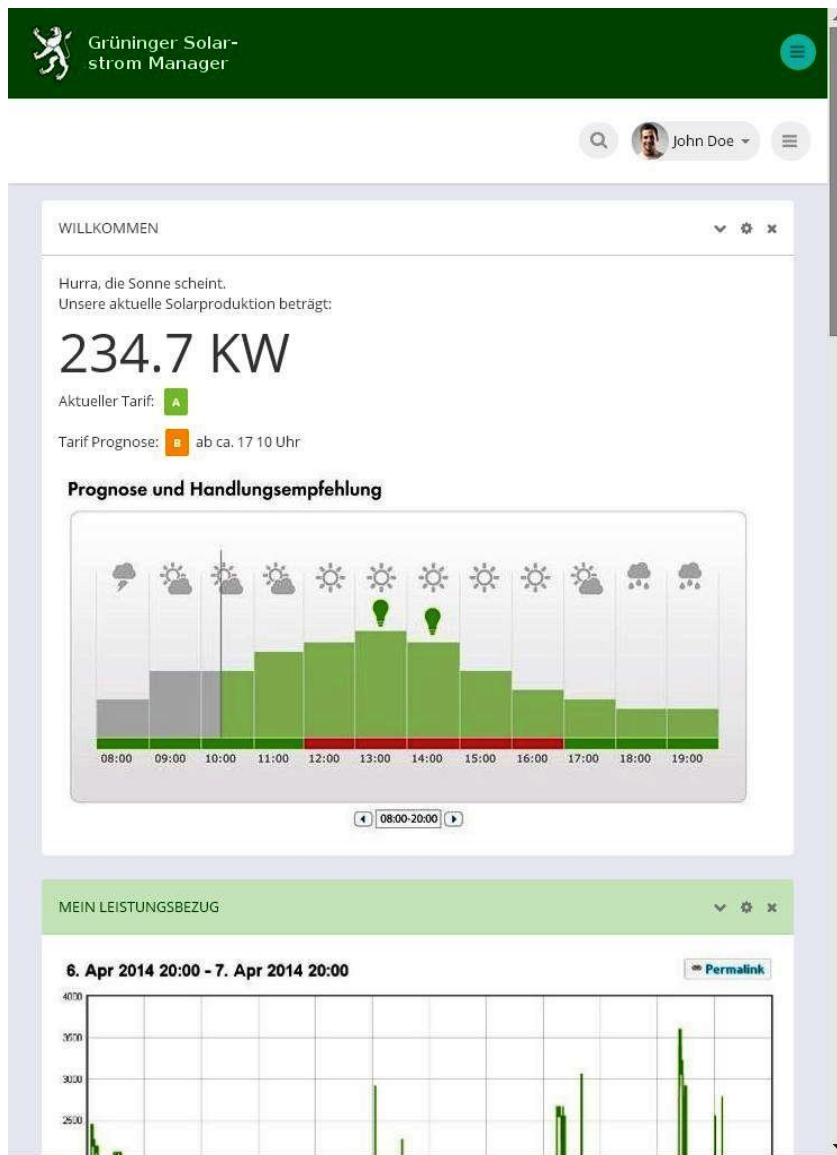 Grüninger Solar-
strom Manager
John Doe
WILLKOMMEN
Hurra, die Sonne scheint.
Unsere aktuelle Solarproduktion beträgt:
234.7 KW
Aktueller Tarif: A
Tarif Prognose: B ab ca. 17 10 Uhr
Prognose und Handlungsempfehlung
08:00 09:00 10:00 11:00 12:00 13:00 14:00 15:00 16:00 17:00 18:00 19:00
08:00-20:00
MEIN LEISTUNGSBEZUG
6. Apr 2014 20:00 - 7. Apr 2014 20:00
Permalink
4000
3500
3000
2500